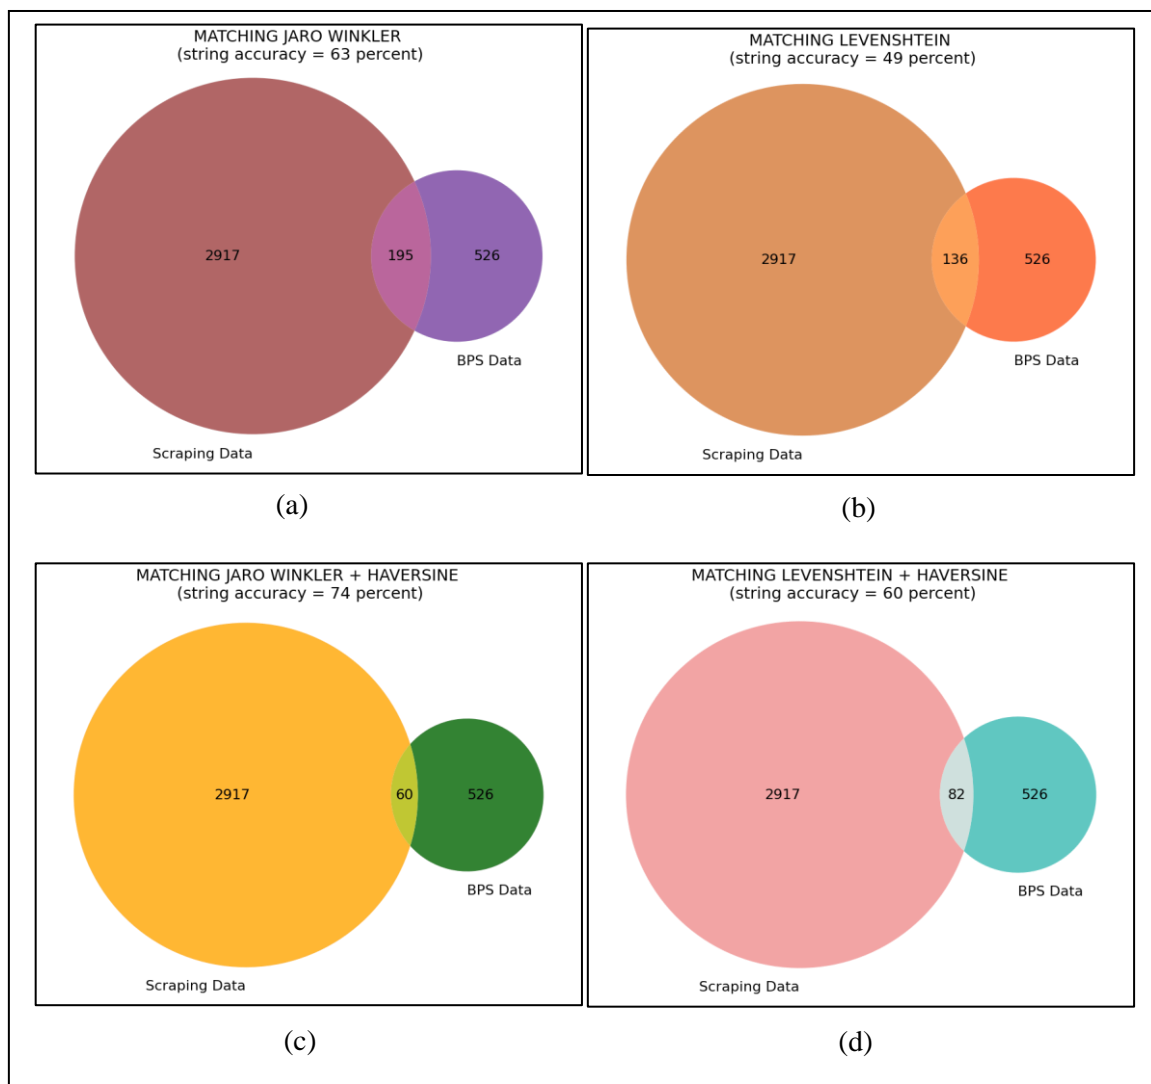 MATCHING JARO WINKLER
(string accuracy = 63 percent)
2917
195
526
BPS Data
Scraping Data
(a)
MATCHING LEVENSHTEIN
(string accuracy = 49 percent)
2917
136
526
BPS Data
Scraping Data
(b)
MATCHING JARO WINKLER + HAVERSINE
(string accuracy = 74 percent)
2917
60
526
BPS Data
Scraping Data
(c)
MATCHING LEVENSHTEIN + HAVERSINE
(string accuracy = 60 percent)
2917
82
526
BPS Data
Scraping Data
(d)